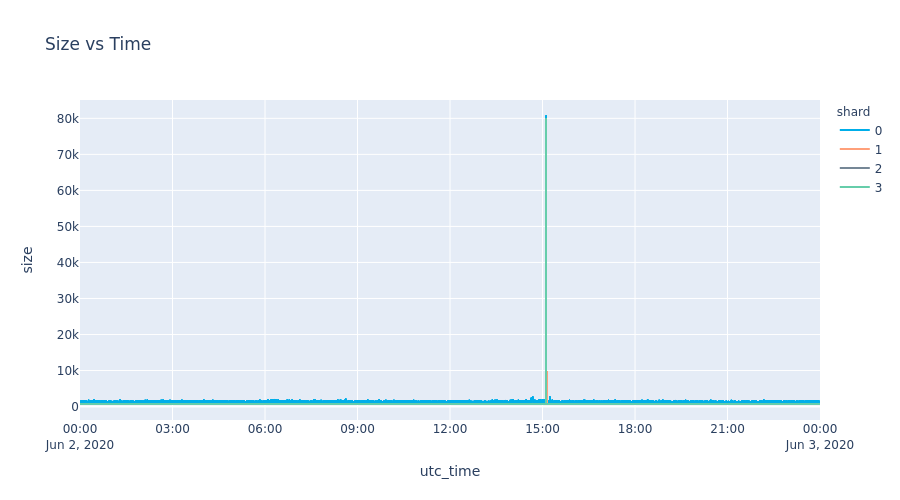 Size vs Time
shard
0
1
2
3
80k
70k
60k
50k
40k
30k
20k
10k
0
size
00:00 03:00 06:00 09:00 12:00 15:00 18:00 21:00 00:00
Jun 2, 2020 Jun 3, 2020
utc_time